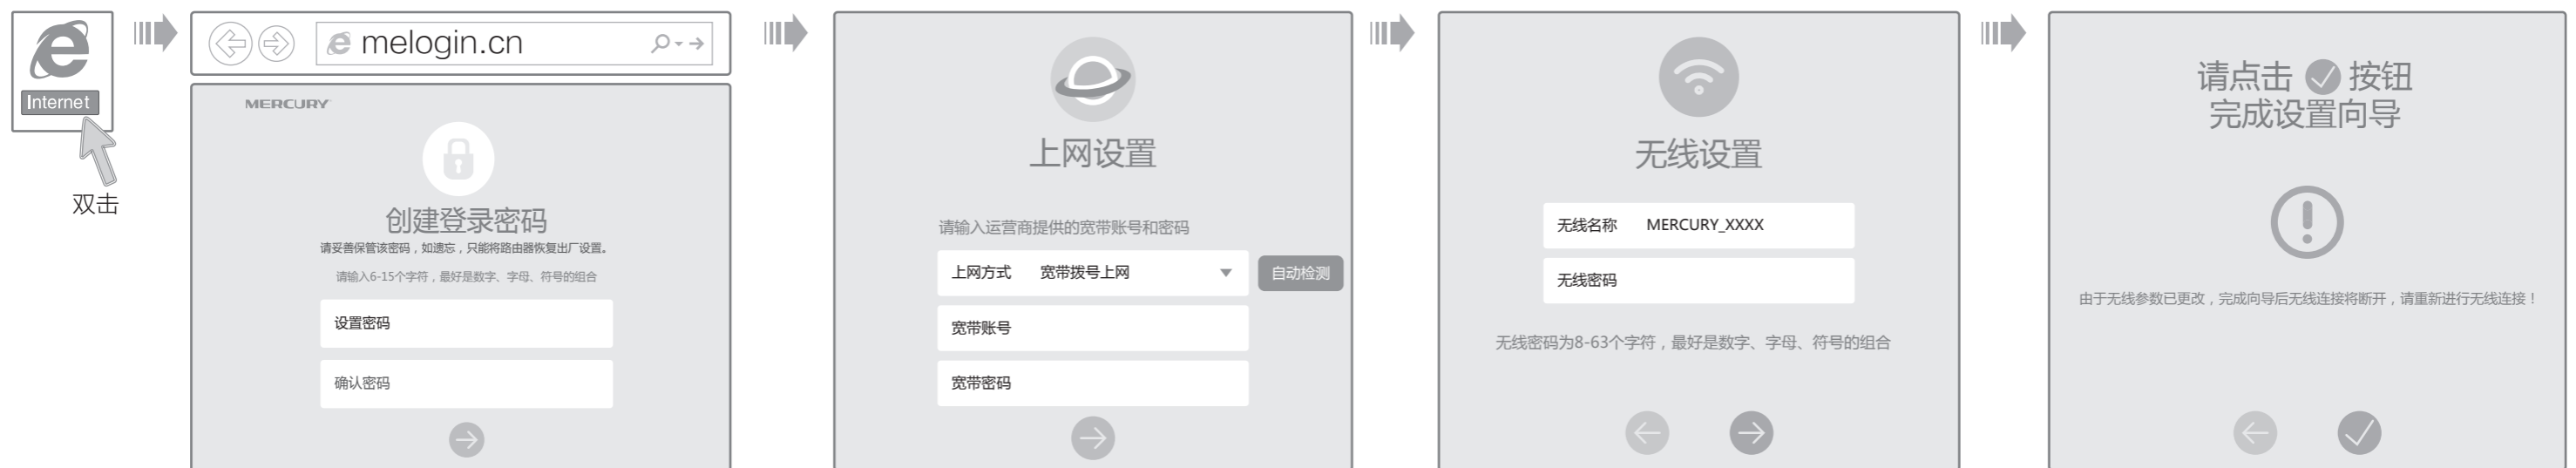 Internet
双击
melogin.cn
MERCURY
创建登录密码
请妥善保管该密码，如遗忘，只能将路由器恢复出厂设置。
请输入6-15个字符，最好是数字、字母、符号的组合
设置密码
确认密码
上网设置
请输入运营商提供的宽带账号和密码
上网方式 宽带拨号上网 自动检测
宽带账号
宽带密码
无线设置
无线名称 MERCURY_XXXX
无线密码
无线密码为8-63个字符，最好是数字、字母、符号的组合
请点击 按钮
完成设置向导
由于无线参数已更改，完成向导后无线连接将断开，请重新进行无线连接！